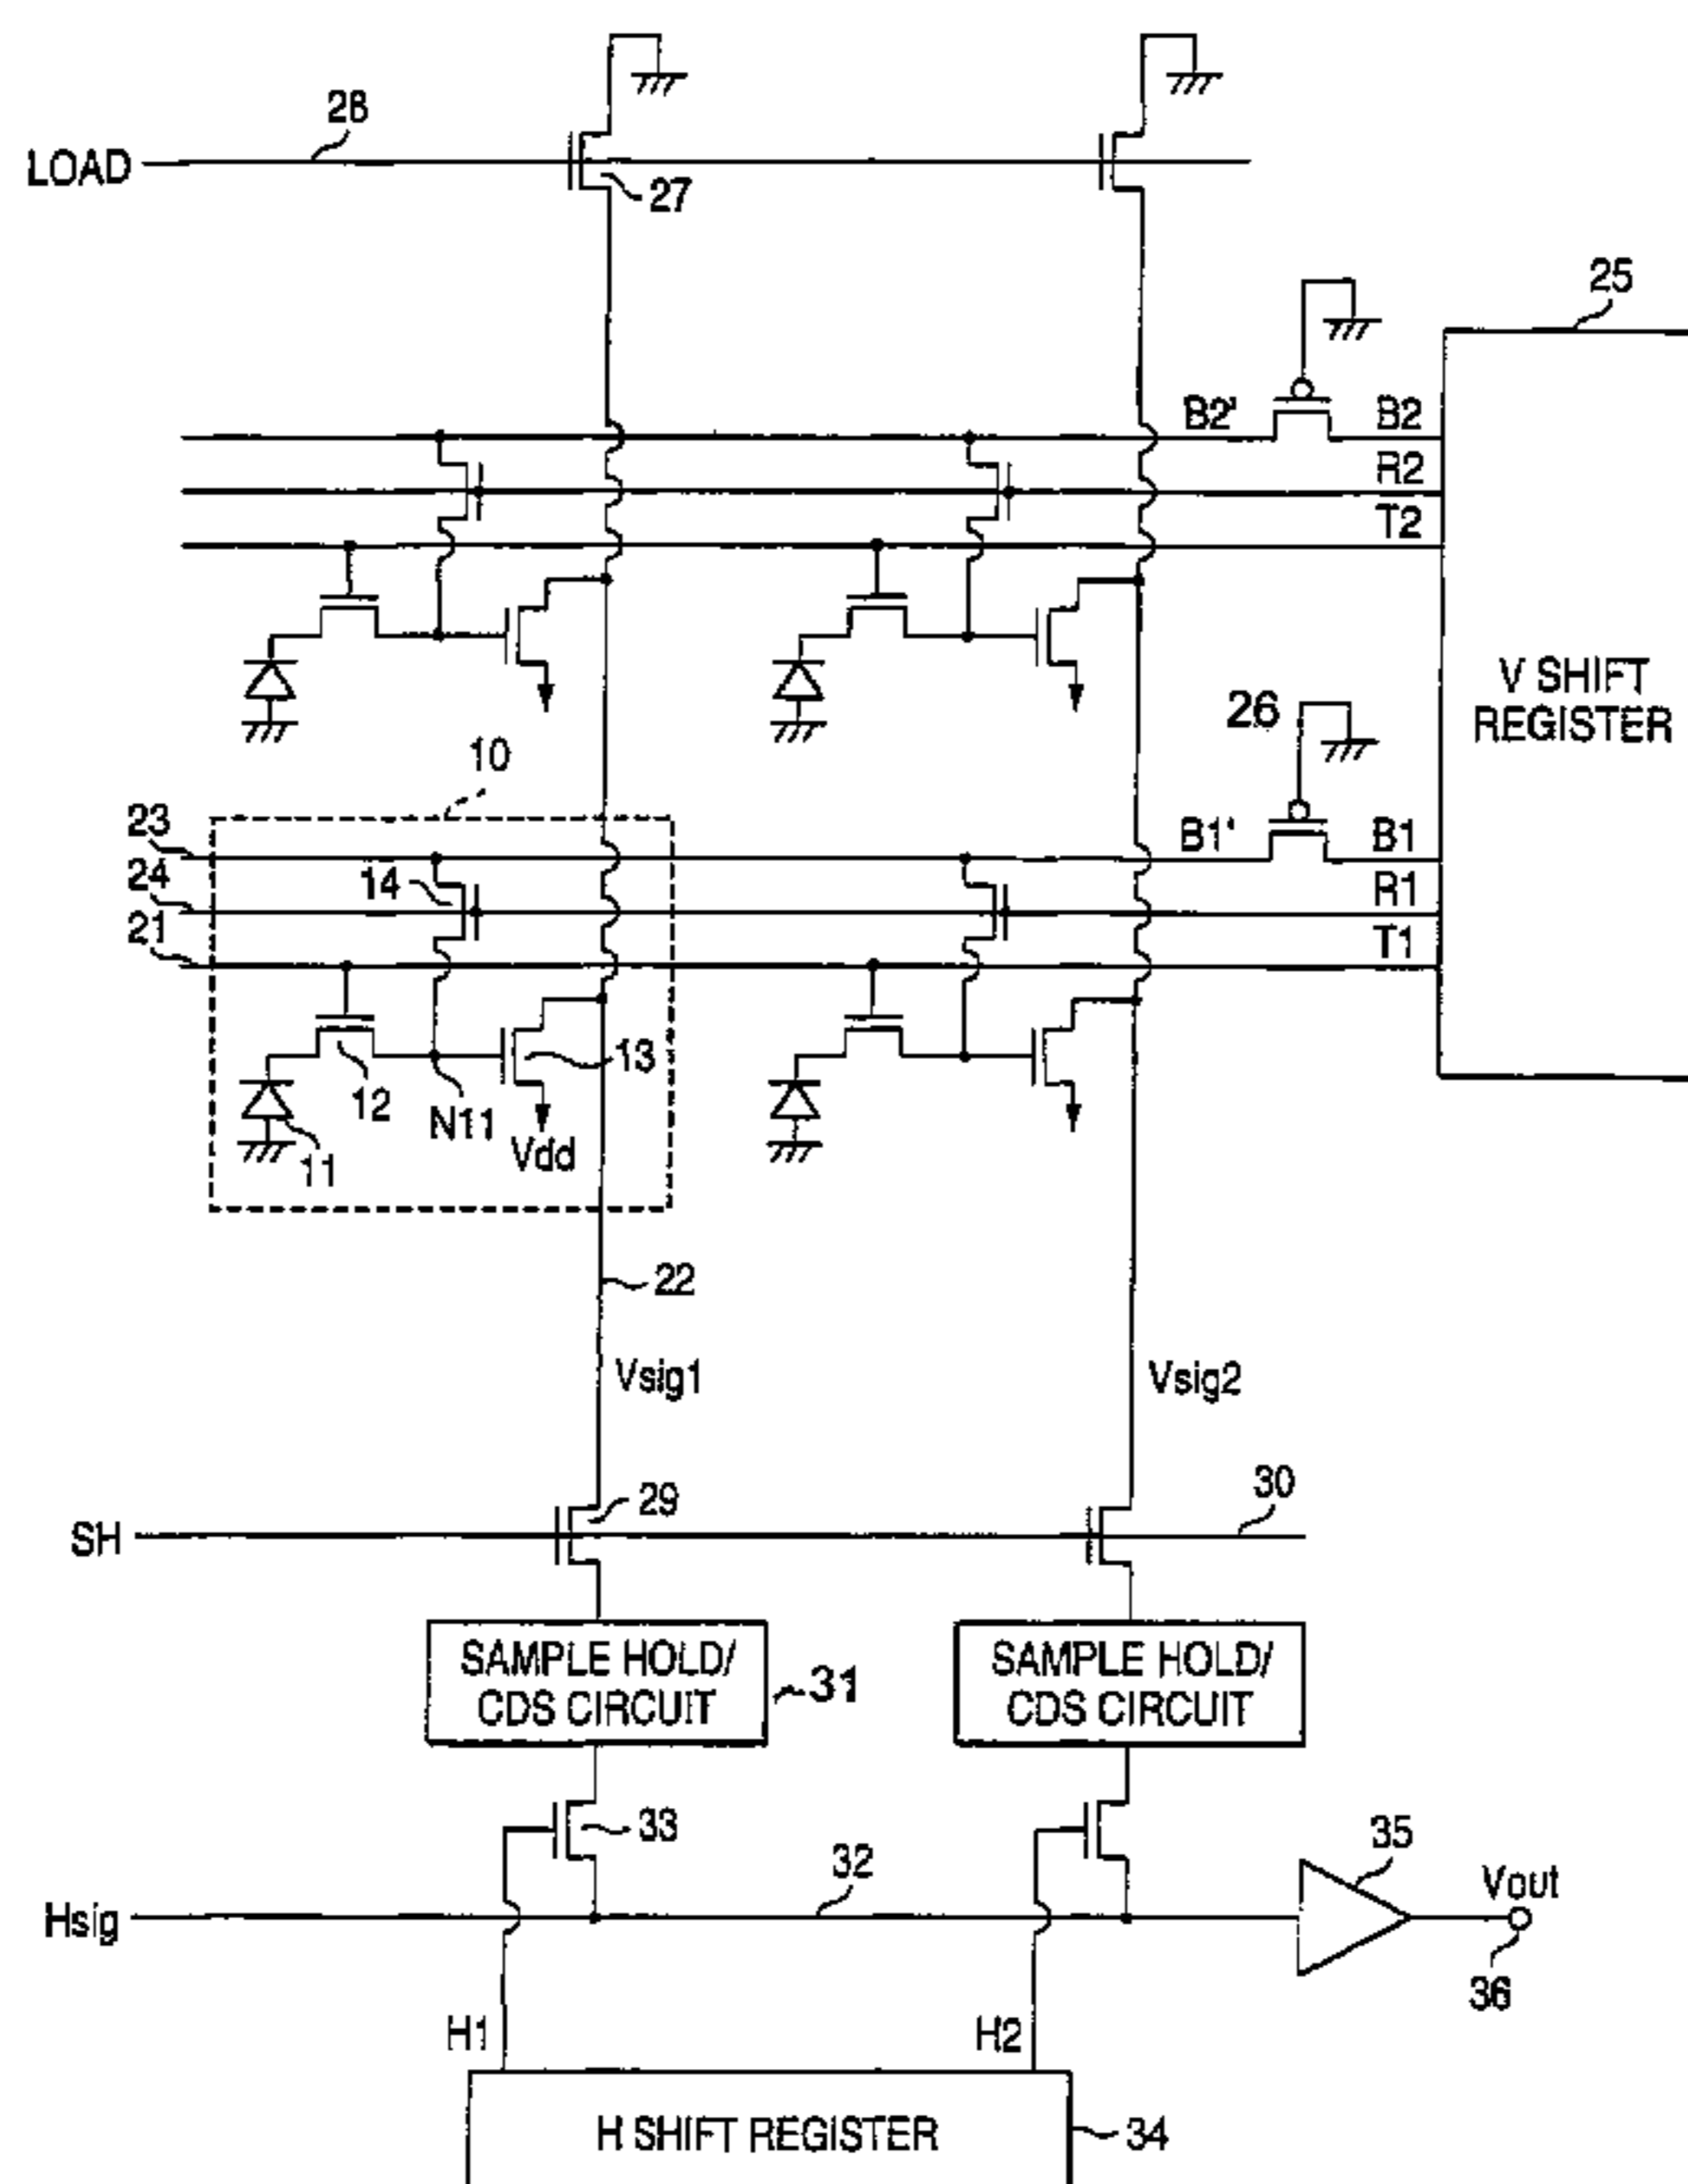 28
LOAD
27
25
B2' B2
R2
T2
V SHIFT
REGISTER
26
10
23
B1' B1
24
14
R1
21
T1
13
12
N11
Vdd
11
22
Vsig1 Vsig2
29
30
SH
SAMPLE HOLD/
CDS CIRCUIT
31
SAMPLE HOLD/
CDS CIRCUIT
33
32
35
Vout
Hsig
36
H1 H2
H SHIFT REGISTER
34